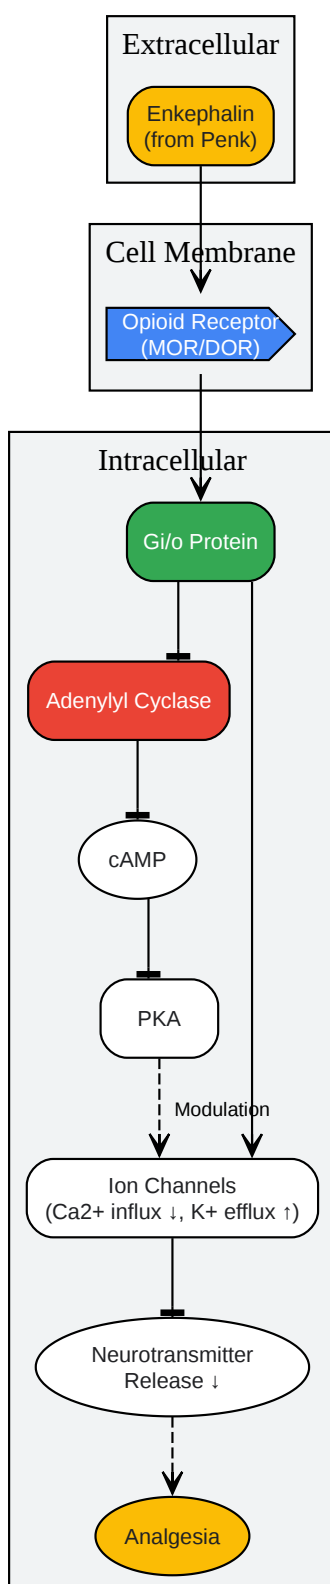 Extracellular
Enkephalin
(from Penk)
Cell Membrane
Opioid Receptor
(MOR/DOR)
Intracellular
Gi/o Protein
Adenylyl Cyclase
cAMP
PKA
Modulation
Ion Channels
(Ca2+ influx ↓, K+ efflux ↑)
Neurotransmitter
Release ↓
Analgesia